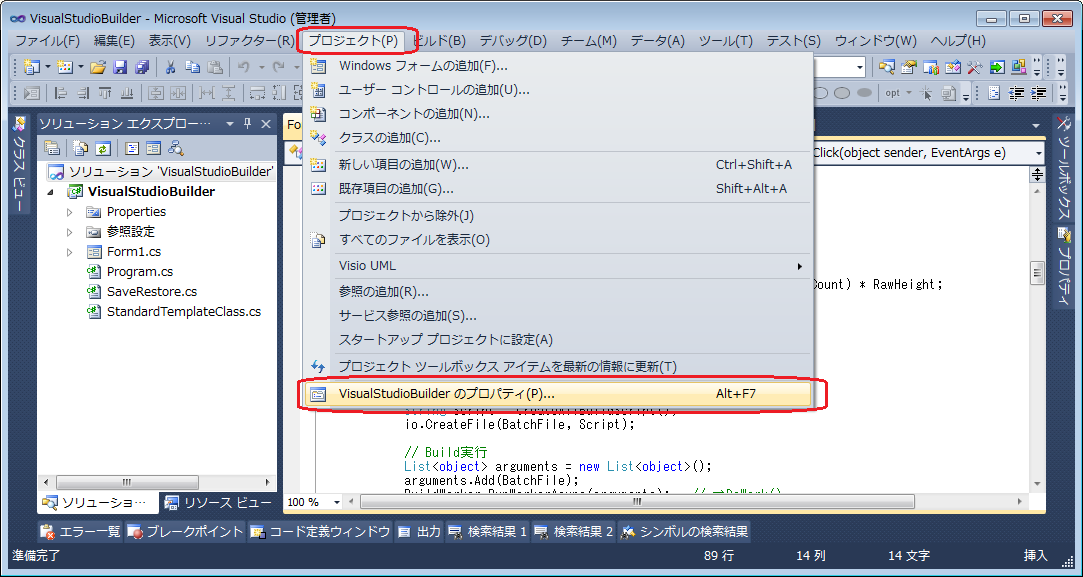 VisualStudioBuilder - Microsoft Visual Studio (管理者)
ファイル(F) 編集(E) 表示(V) リファクター(R) プロジェクト(P) ビルド(B) デバッグ(D) チーム(M) データ(A) ツール(T) テスト(S) ウィンドウ(W) ヘルプ(H)
opt
クラス ビュー
ソリューション エクスプロー…
ソリューション 'VisualStudioBuilder'
VisualStudioBuilder
Properties
参照設定
Form1.cs
Program.cs
SaveRestore.cs
StandardTemplateClass.cs
ソリューショ…
リソース ビュー
Windows フォームの追加(F)...
ユーザー コントロールの追加(U)...
コンポーネントの追加(N)...
クラスの追加(C)...
新しい項目の追加(W)... Ctrl+Shift+A
既存項目の追加(G)... Shift+Alt+A
プロジェクトから除外(J)
すべてのファイルを表示(O)
Visio UML
参照の追加(R)...
サービス参照の追加(S)...
スタートアップ プロジェクトに設定(A)
プロジェクト ツールボックス アイテムを最新の情報に更新(T)
VisualStudioBuilder のプロパティ(P)... Alt+F7
Fo
Click(object sender, EventArgs e)
Count) * RawHeight;
io.CreateFile(BatchFile, Script);
// Build実行
List<object> arguments = new List<object>();
arguments.Add(BatchFile);
100 %
ツールボックス
プロパティ
エラー一覧 ブレークポイント コード定義ウィンドウ 出力 検索結果 1 検索結果 2 シンボルの検索結果
準備完了 89 行 14 列 14 文字 挿入